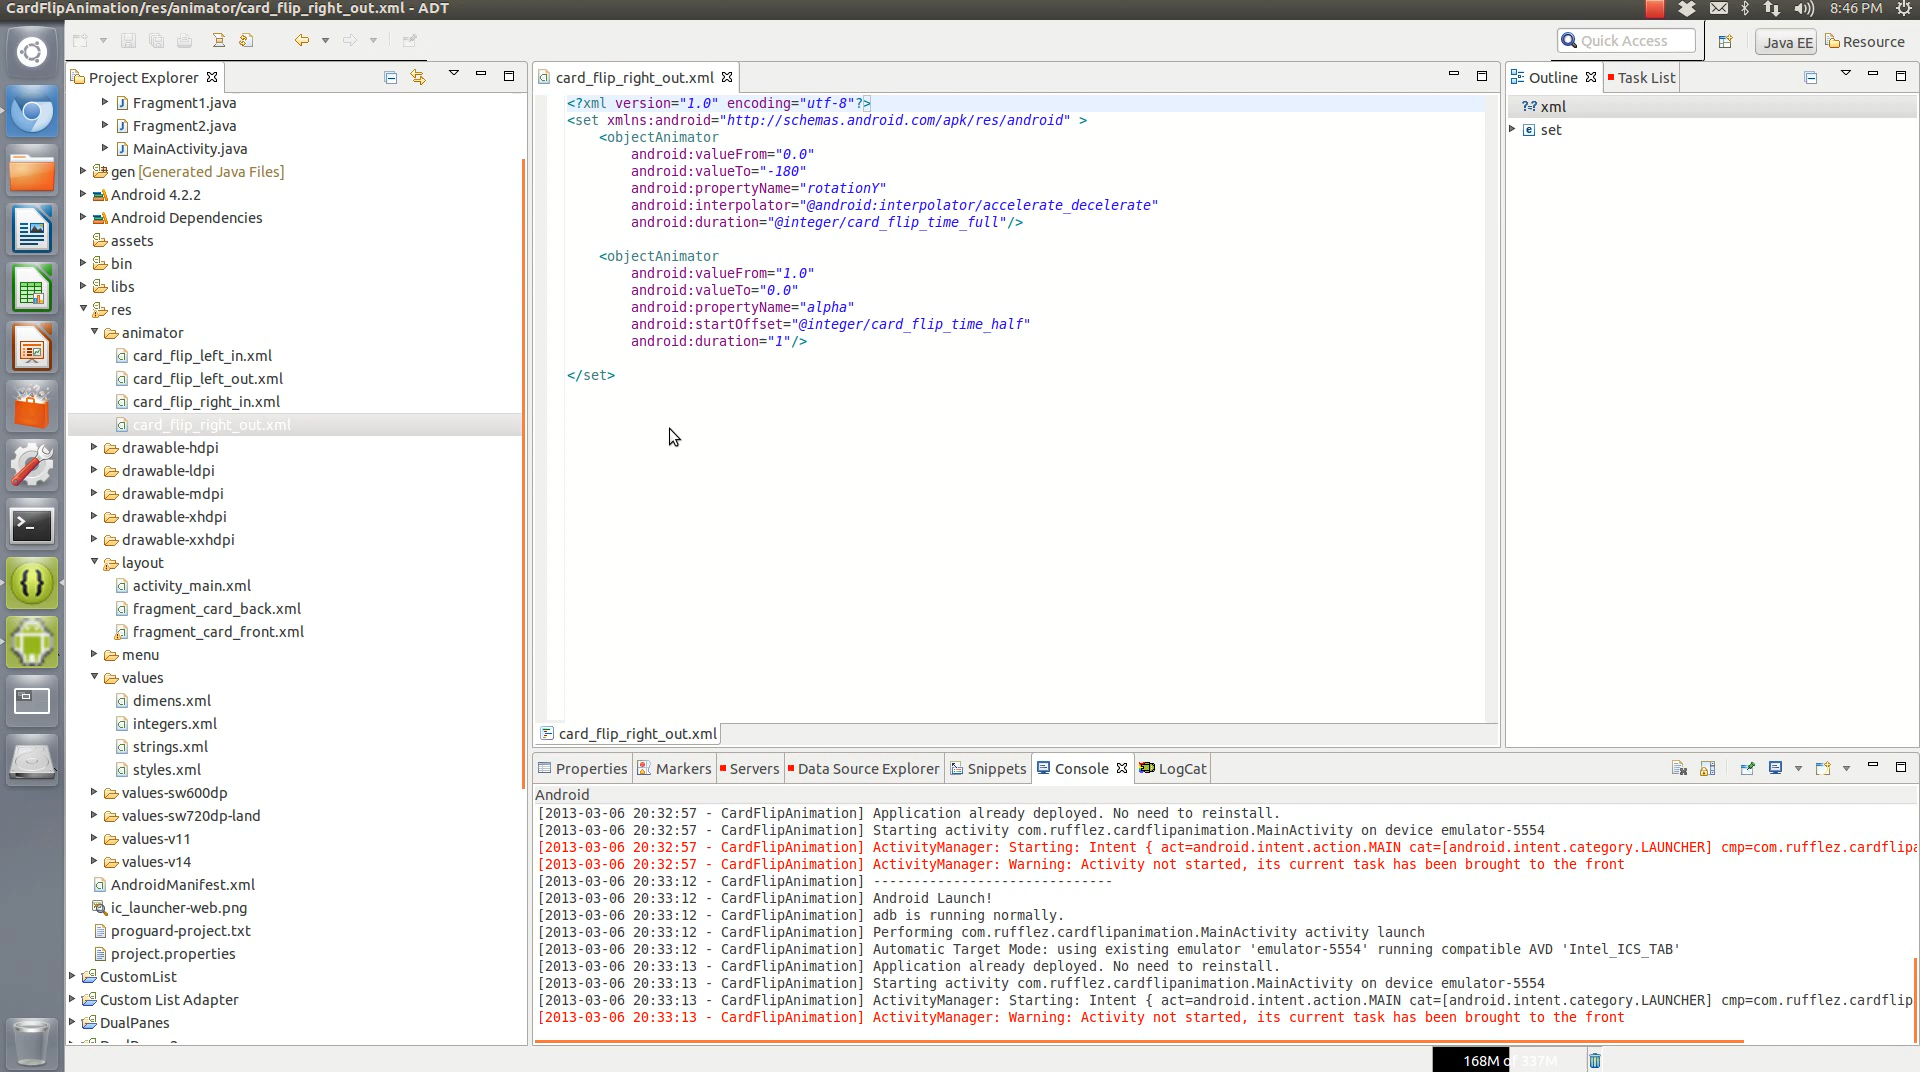 CardFlipAnimation/res/animator/card_flip_right_out.xml - ADT
8:46 PM
Quick Access
Java EE
Resource
Project Explorer
Fragment1.java
Fragment2.java
MainActivity.java
gen [Generated Java Files]
Android 4.2.2
Android Dependencies
assets
bin
libs
res
animator
card_flip_left_in.xml
card_flip_left_out.xml
card_flip_right_in.xml
card_flip_right_out.xml
drawable-hdpi
drawable-ldpi
drawable-mdpi
drawable-xhdpi
drawable-xxhdpi
layout
activity_main.xml
fragment_card_back.xml
fragment_card_front.xml
menu
values
dimens.xml
integers.xml
strings.xml
styles.xml
values-sw600dp
values-sw720dp-land
values-v11
values-v14
AndroidManifest.xml
ic_launcher-web.png
proguard-project.txt
project.properties
CustomList
Custom List Adapter
DualPanes
card_flip_right_out.xml
<?xml version="1.0" encoding="utf-8"?>
<set xmlns:android="http://schemas.android.com/apk/res/android" >
<objectAnimator
android:valueFrom="0.0"
android:valueTo="-180"
android:propertyName="rotationY"
android:interpolator="@android:interpolator/accelerate_decelerate"
android:duration="@integer/card_flip_time_full"/>
<objectAnimator
android:valueFrom="1.0"
android:valueTo="0.0"
android:propertyName="alpha"
android:startOffset="@integer/card_flip_time_half"
android:duration="1"/>
</set>
card_flip_right_out.xml
Outline
Task List
xml
set
Properties
Markers
Servers
Data Source Explorer
Snippets
Console
LogCat
Android
[2013-03-06 20:32:57 - CardFlipAnimation] Application already deployed. No need to reinstall.
[2013-03-06 20:32:57 - CardFlipAnimation] Starting activity com.rufflez.cardflipanimation.MainActivity on device emulator-5554
[2013-03-06 20:32:57 - CardFlipAnimation] ActivityManager: Starting: Intent { act=android.intent.action.MAIN cat=[android.intent.category.LAUNCHER] cmp=com.rufflez.cardflipa
[2013-03-06 20:32:57 - CardFlipAnimation] ActivityManager: Warning: Activity not started, its current task has been brought to the front
[2013-03-06 20:33:12 - CardFlipAnimation] ------------------------------
[2013-03-06 20:33:12 - CardFlipAnimation] Android Launch!
[2013-03-06 20:33:12 - CardFlipAnimation] adb is running normally.
[2013-03-06 20:33:12 - CardFlipAnimation] Performing com.rufflez.cardflipanimation.MainActivity activity launch
[2013-03-06 20:33:12 - CardFlipAnimation] Automatic Target Mode: using existing emulator 'emulator-5554' running compatible AVD 'Intel_ICS_TAB'
[2013-03-06 20:33:13 - CardFlipAnimation] Application already deployed. No need to reinstall.
[2013-03-06 20:33:13 - CardFlipAnimation] Starting activity com.rufflez.cardflipanimation.MainActivity on device emulator-5554
[2013-03-06 20:33:13 - CardFlipAnimation] ActivityManager: Starting: Intent { act=android.intent.action.MAIN cat=[android.intent.category.LAUNCHER] cmp=com.rufflez.cardflip
[2013-03-06 20:33:13 - CardFlipAnimation] ActivityManager: Warning: Activity not started, its current task has been brought to the front
168M of 337M